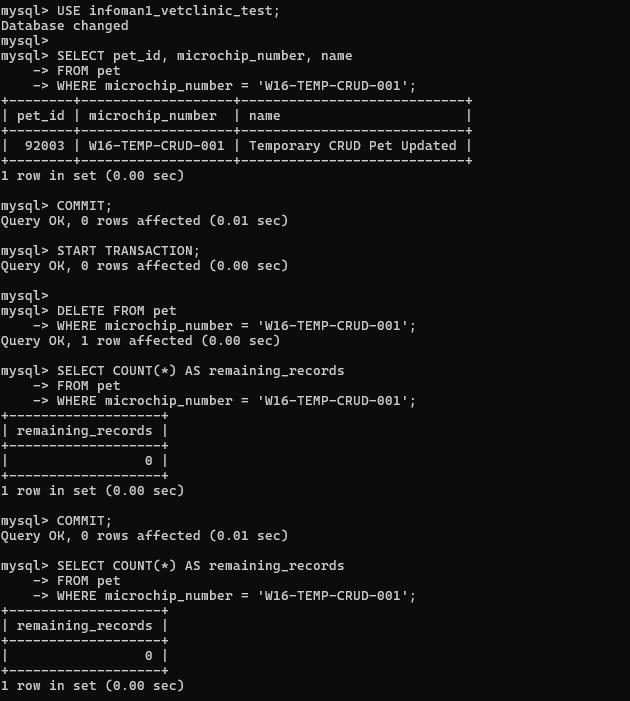 mysql> USE infoman1_vetclinic_test;
Database changed
mysql>
mysql> SELECT pet_id, microchip_number, name
    -> FROM pet
    -> WHERE microchip_number = 'W16-TEMP-CRUD-001';
+--------+-------------------+----------------------------+
| pet_id | microchip_number  | name                       |
+--------+-------------------+----------------------------+
|  92003 | W16-TEMP-CRUD-001 | Temporary CRUD Pet Updated |
+--------+-------------------+----------------------------+
1 row in set (0.00 sec)

mysql> COMMIT;
Query OK, 0 rows affected (0.01 sec)

mysql> START TRANSACTION;
Query OK, 0 rows affected (0.00 sec)

mysql>
mysql> DELETE FROM pet
    -> WHERE microchip_number = 'W16-TEMP-CRUD-001';
Query OK, 1 row affected (0.00 sec)

mysql> SELECT COUNT(*) AS remaining_records
    -> FROM pet
    -> WHERE microchip_number = 'W16-TEMP-CRUD-001';
+-------------------+
| remaining_records |
+-------------------+
|                 0 |
+-------------------+
1 row in set (0.00 sec)

mysql> COMMIT;
Query OK, 0 rows affected (0.01 sec)

mysql> SELECT COUNT(*) AS remaining_records
    -> FROM pet
    -> WHERE microchip_number = 'W16-TEMP-CRUD-001';
+-------------------+
| remaining_records |
+-------------------+
|                 0 |
+-------------------+
1 row in set (0.00 sec)